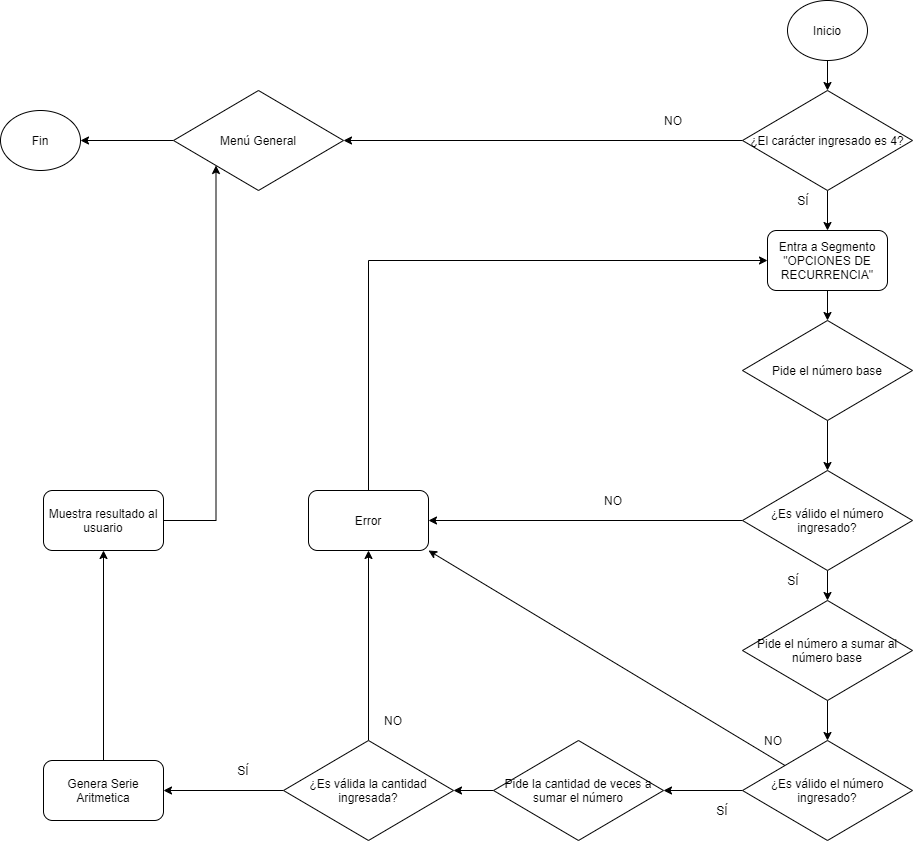 Inicio
Fin
Menú General
NO
¿El carácter ingresado es 4?
SÍ
Entra a Segmento
"OPCIONES DE
RECURRENCIA"
Pide el número base
Muestra resultado al
usuario
Error
NO
¿Es válido el número
ingresado?
SÍ
Pide el número a sumar al
número base
NO
NO
Genera Serie
Aritmetica
SÍ
¿Es válida la cantidad
ingresada?
Pide la cantidad de veces a
sumar el número
SÍ
¿Es válido el número
ingresado?